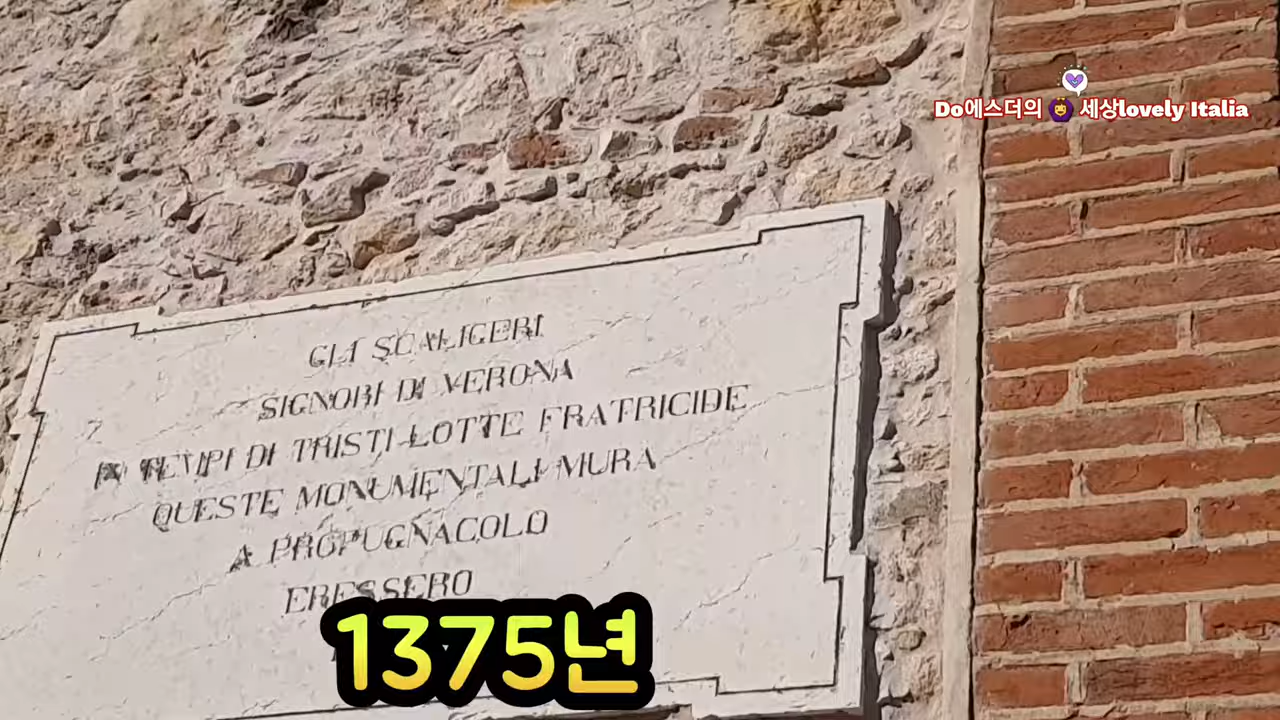 Do에스더의 세상lovely Italia
GLI SCALIGERI
SIGNORI DI VERONA
IN TEMPI DI TRISTI LOTTE FRATRICIDE
QUESTE MONUMENTALI MURA
A PROPUGNACOLO
ERESSERO
1375년